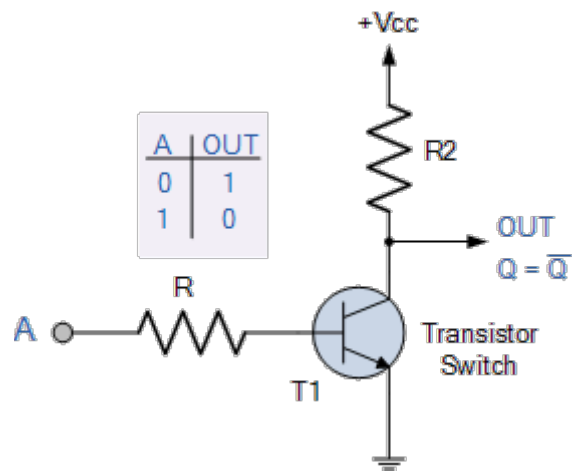 +Vcc
R2
A OUT
0 1
1 0
OUT
Q = Q̅
R
A
T1
Transistor
Switch